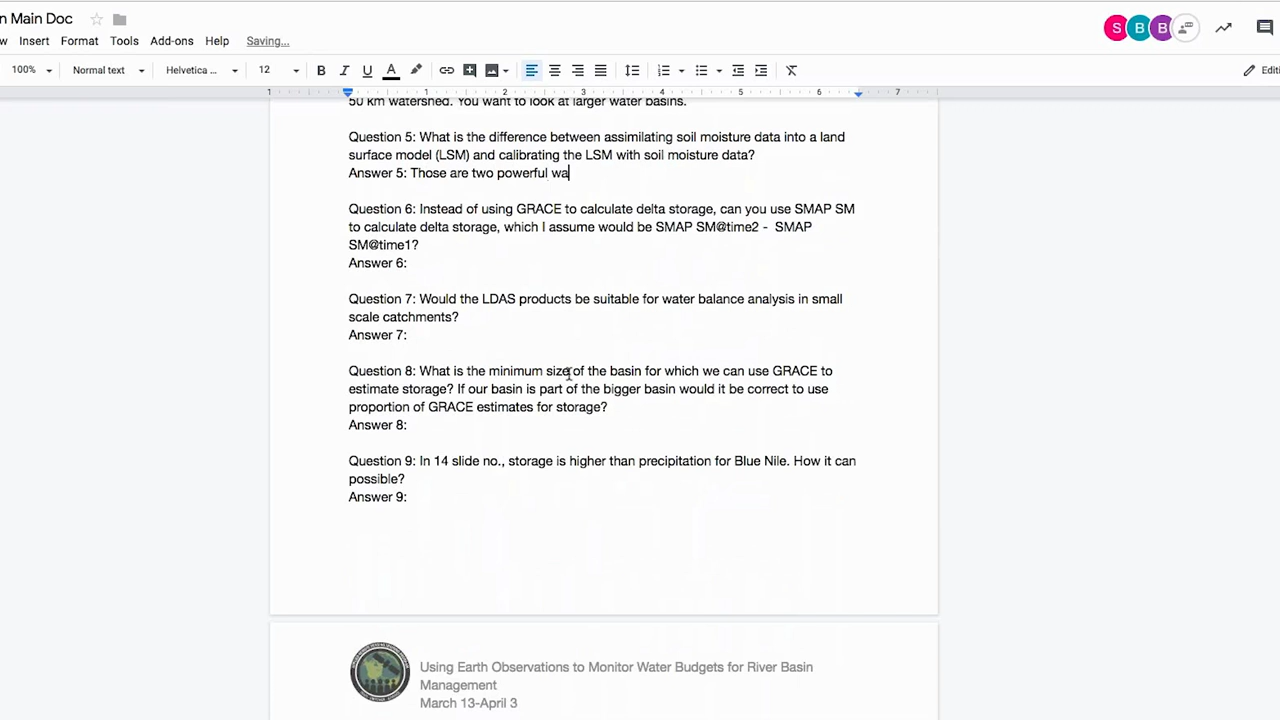 n Main Doc
w Insert Format Tools Add-ons Help Saving...
100% Normal text Helvetica ... 12 B I U A Editi
S B B
1 1 2 3 4 5 6 7
50 km watershed. You want to look at larger water basins.
Question 5: What is the difference between assimilating soil moisture data into a land
surface model (LSM) and calibrating the LSM with soil moisture data?
Answer 5: Those are two powerful wa
Question 6: Instead of using GRACE to calculate delta storage, can you use SMAP SM
to calculate delta storage, which I assume would be SMAP SM@time2 - SMAP
SM@time1?
Answer 6:
Question 7: Would the LDAS products be suitable for water balance analysis in small
scale catchments?
Answer 7:
Question 8: What is the minimum size of the basin for which we can use GRACE to
estimate storage? If our basin is part of the bigger basin would it be correct to use
proportion of GRACE estimates for storage?
Answer 8:
Question 9: In 14 slide no., storage is higher than precipitation for Blue Nile. How it can
possible?
Answer 9:
Using Earth Observations to Monitor Water Budgets for River Basin
Management
March 13-April 3